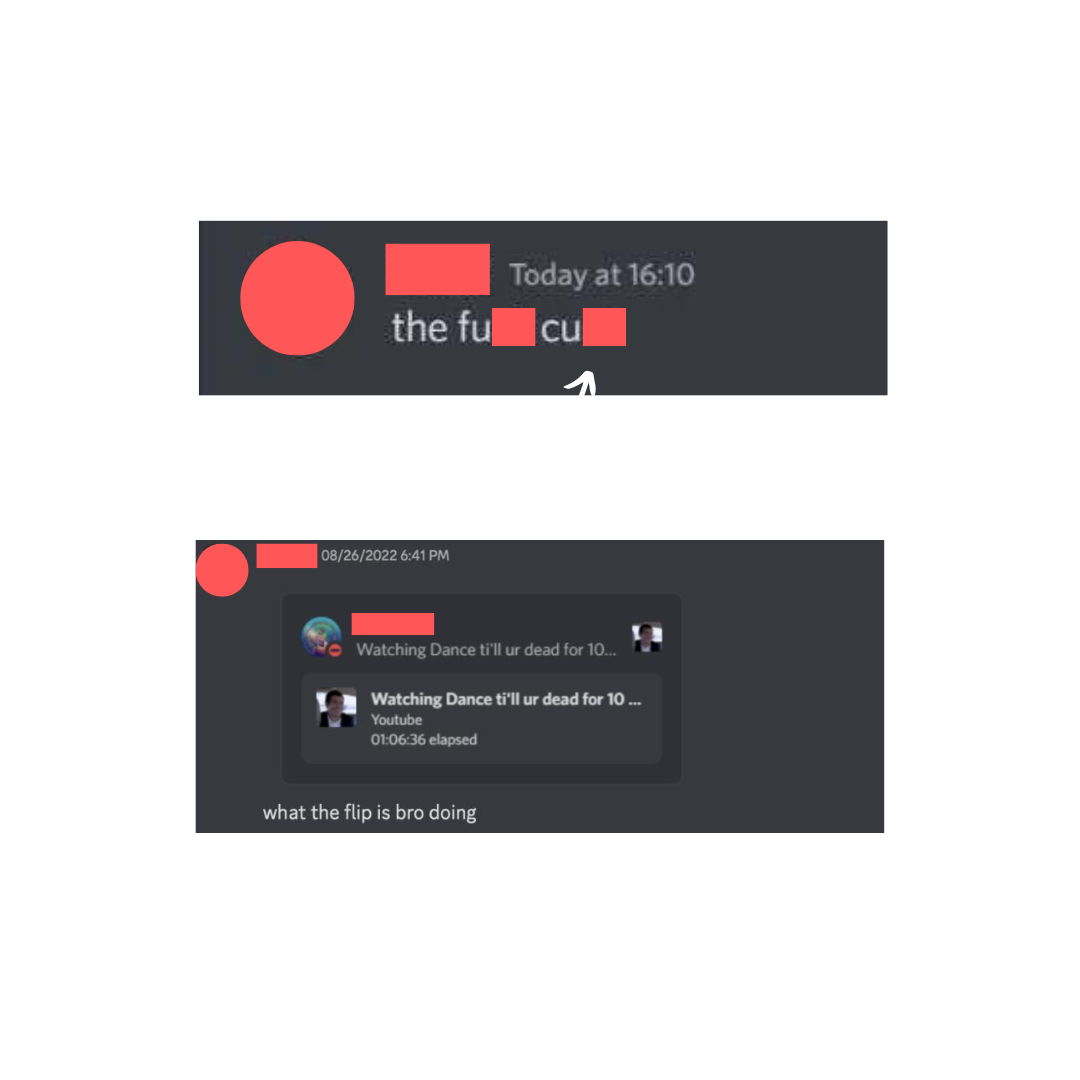 Today at 16:10
the fu cu
08/26/2022 6:41 PM
Watching Dance ti'll ur dead for 10...
Watching Dance ti'll ur dead for 10 ...
Youtube
01:06:36 elapsed
what the flip is bro doing